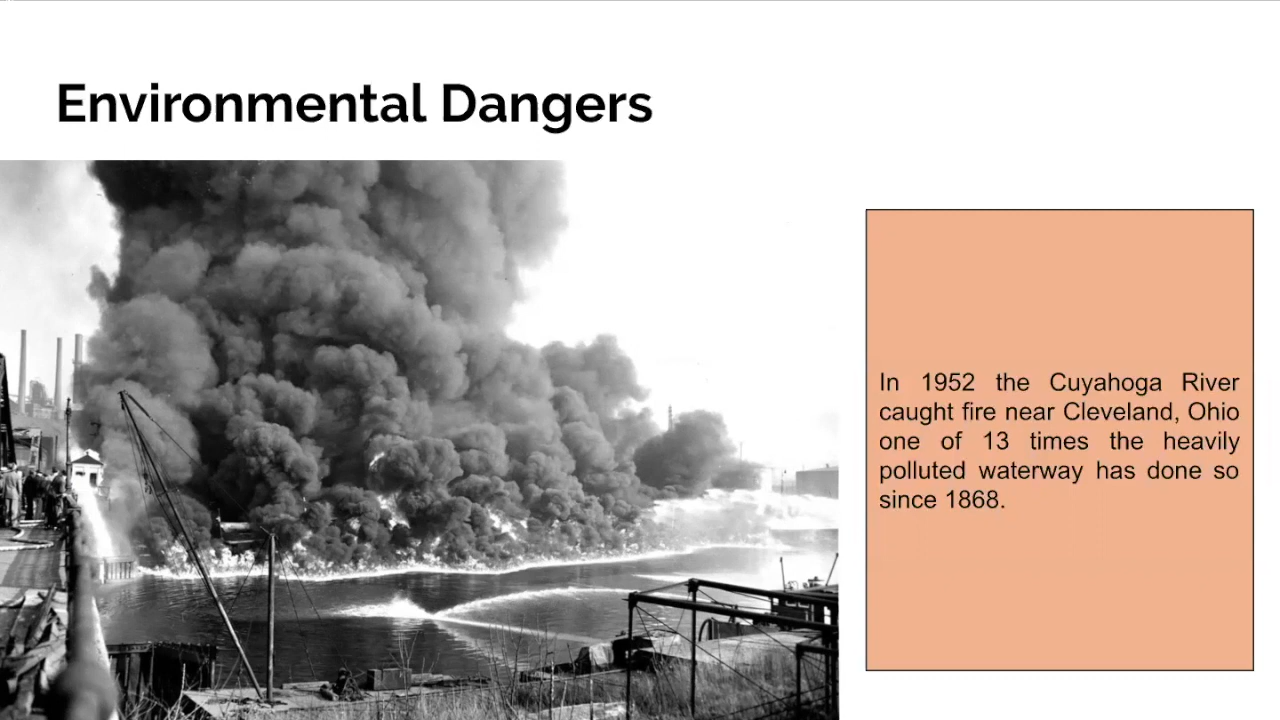 Environmental Dangers
In 1952 the Cuyahoga River
caught fire near Cleveland, Ohio
one of 13 times the heavily
polluted waterway has done so
since 1868.